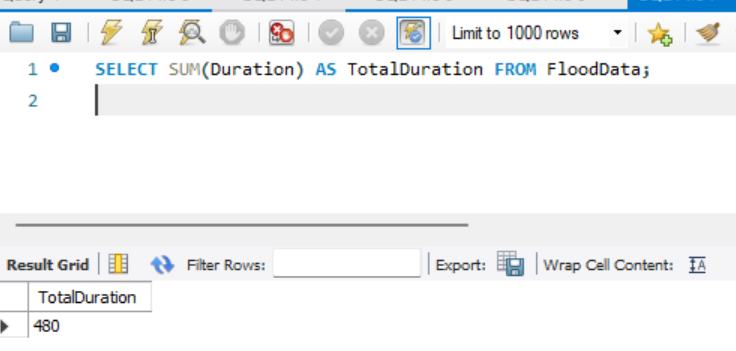 Limit to 1000 rows
1 SELECT SUM(Duration) AS TotalDuration FROM FloodData;
2
Result Grid Filter Rows: Export: Wrap Cell Content: IA
TotalDuration
480